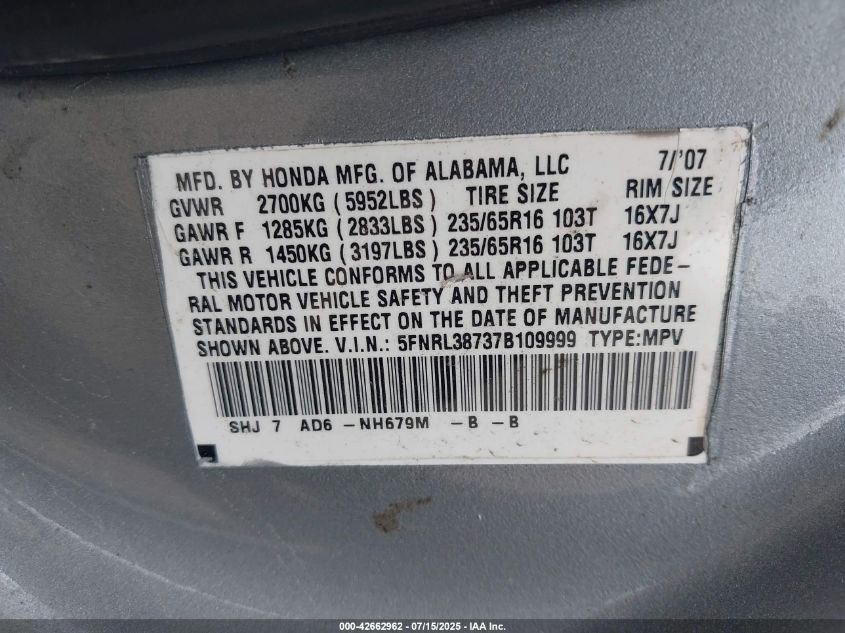 MFD. BY HONDA MFG. OF ALABAMA, LLC 7/'07
GVWR 2700KG (5952LBS) TIRE SIZE RIM SIZE
GAWR F 1285KG (2833LBS) 235/65R16 103T 16X7J
GAWR R 1450KG (3197LBS) 235/65R16 103T 16X7J
THIS VEHICLE CONFORMS TO ALL APPLICABLE FEDE-
RAL MOTOR VEHICLE SAFETY AND THEFT PREVENTION
STANDARDS IN EFFECT ON THE DATE OF MANUFACTURE
SHOWN ABOVE. V.I.N.: 5FNRL38737B109999 TYPE:MPV
SHJ 7 AD6 -NH679M -B -B
000-42662962 - 07/15/2025 - IAA Inc.